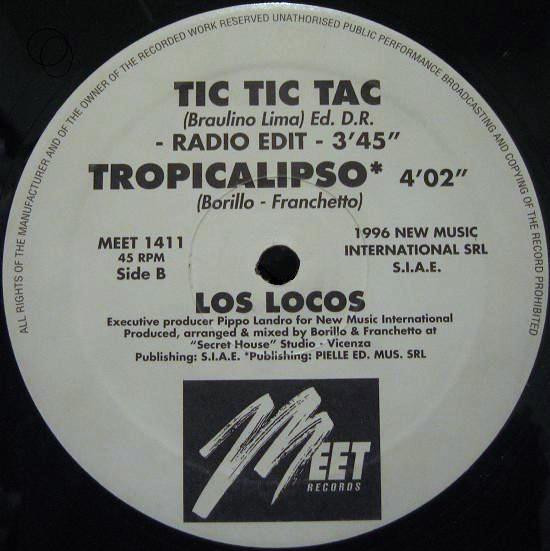 ALL RIGHTS OF THE MANUFACTURER AND OF THE OWNER OF THE RECORDED WORK RESERVED UNATHORISED PUBLIC PERFORMANCE BROADCASTING AND COPYING OF THE RECORD PROHIBITED
TIC TIC TAC
(Braulino Lima) Ed. D.R.
- RADIO EDIT - 3'45"
TROPICALIPSO* 4'02"
(Borillo - Franchetto)
MEET 1411
45 RPM
Side B
1996 NEW MUSIC
INTERNATIONAL SRL
S.I.A.E.
LOS LOCOS
Executive producer Pippo Landro for New Music International
Produced, arranged & mixed by Borillo & Franchetto at
"Secret House" Studio - Vicenza
Publishing: S.I.A.E. *Publishing: PIELLE ED. MUS. SRL
MEET
RECORDS